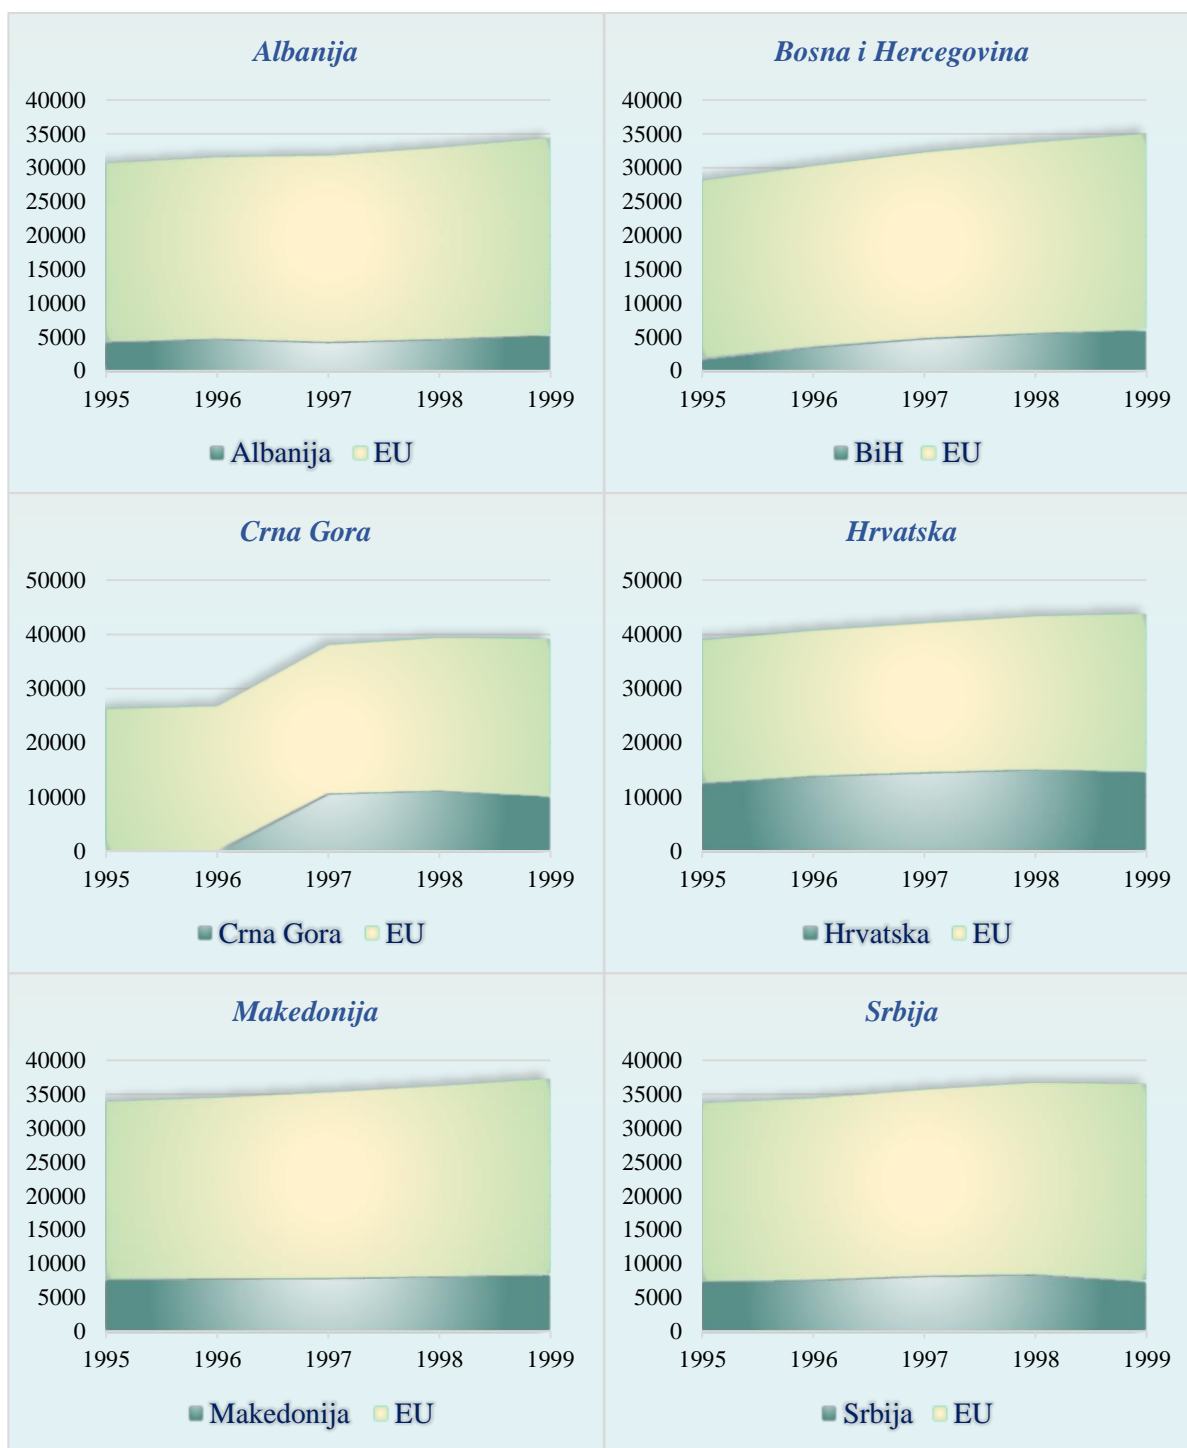 Albanija
40000
35000
30000
25000
20000
15000
10000
5000
0
1995 1996 1997 1998 1999
Albanija EU
Bosna i Hercegovina
40000
35000
30000
25000
20000
15000
10000
5000
0
1995 1996 1997 1998 1999
BiH EU
Crna Gora
50000
40000
30000
20000
10000
0
1995 1996 1997 1998 1999
Crna Gora EU
Hrvatska
50000
40000
30000
20000
10000
0
1995 1996 1997 1998 1999
Hrvatska EU
Makedonija
40000
35000
30000
25000
20000
15000
10000
5000
0
1995 1996 1997 1998 1999
Makedonija EU
Srbija
40000
35000
30000
25000
20000
15000
10000
5000
0
1995 1996 1997 1998 1999
Srbija EU